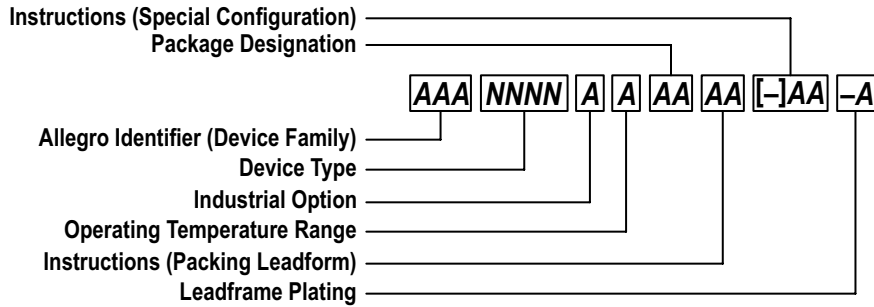 Instructions (Special Configuration)
Package Designation
AAA NNNN A A AA AA [–]AA –A
Allegro Identifier (Device Family)
Device Type
Industrial Option
Operating Temperature Range
Instructions (Packing Leadform)
Leadframe Plating